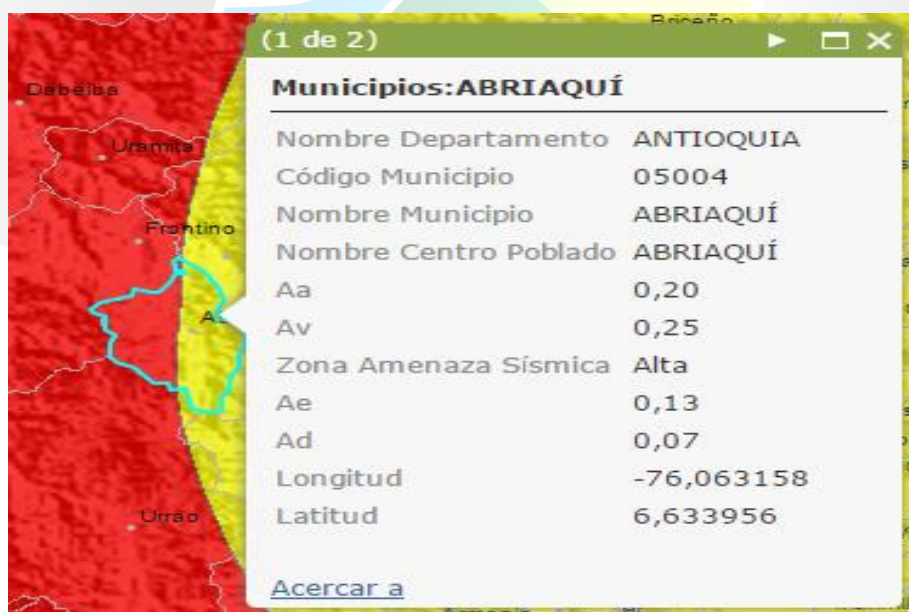 Briceño
(1 de 2)
Municipios:ABRIAQUÍ
Nombre Departamento ANTIOQUIA
Código Municipio 05004
Nombre Municipio ABRIAQUÍ
Nombre Centro Poblado ABRIAQUÍ
Aa 0,20
Av 0,25
Zona Amenaza Sísmica Alta
Ae 0,13
Ad 0,07
Longitud -76,063158
Latitud 6,633956
Acercar a
Dabeiba
Uramita
Frontino
Urrao